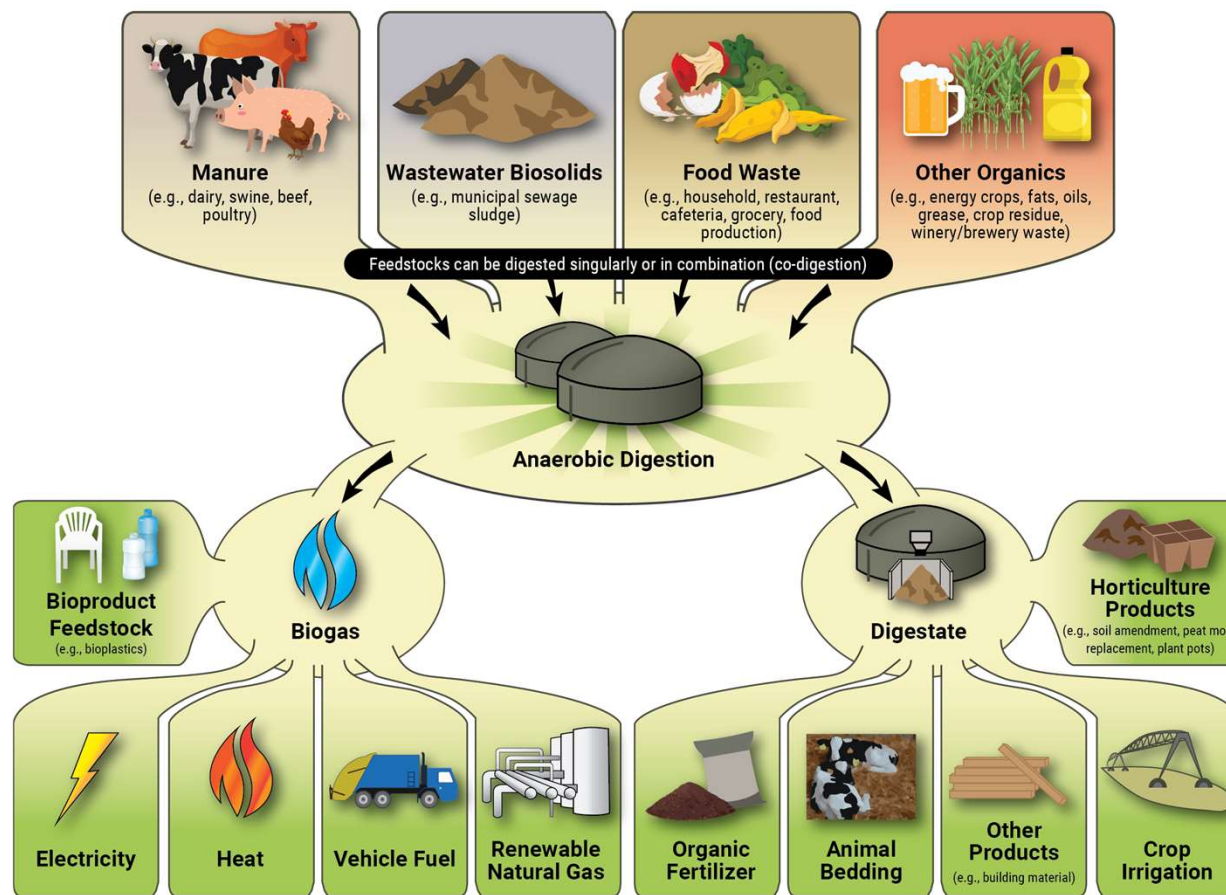 Manure
(e.g., dairy, swine, beef,
poultry)
Wastewater Biosolids
(e.g., municipal sewage
sludge)
Food Waste
(e.g., household, restaurant,
cafeteria, grocery, food
production)
Other Organics
(e.g., energy crops, fats, oils,
grease, crop residue,
winery/brewery waste)
Feedstocks can be digested singularly or in combination (co-digestion)
Anaerobic Digestion
Bioproduct
Feedstock
(e.g., bioplastics)
Biogas
Digestate
Horticulture
Products
(e.g., soil amendment, peat mo
replacement, plant pots)
Electricity
Heat
Vehicle Fuel
Renewable
Natural Gas
Organic
Fertilizer
Animal
Bedding
Other
Products
(e.g., building material)
Crop
Irrigation